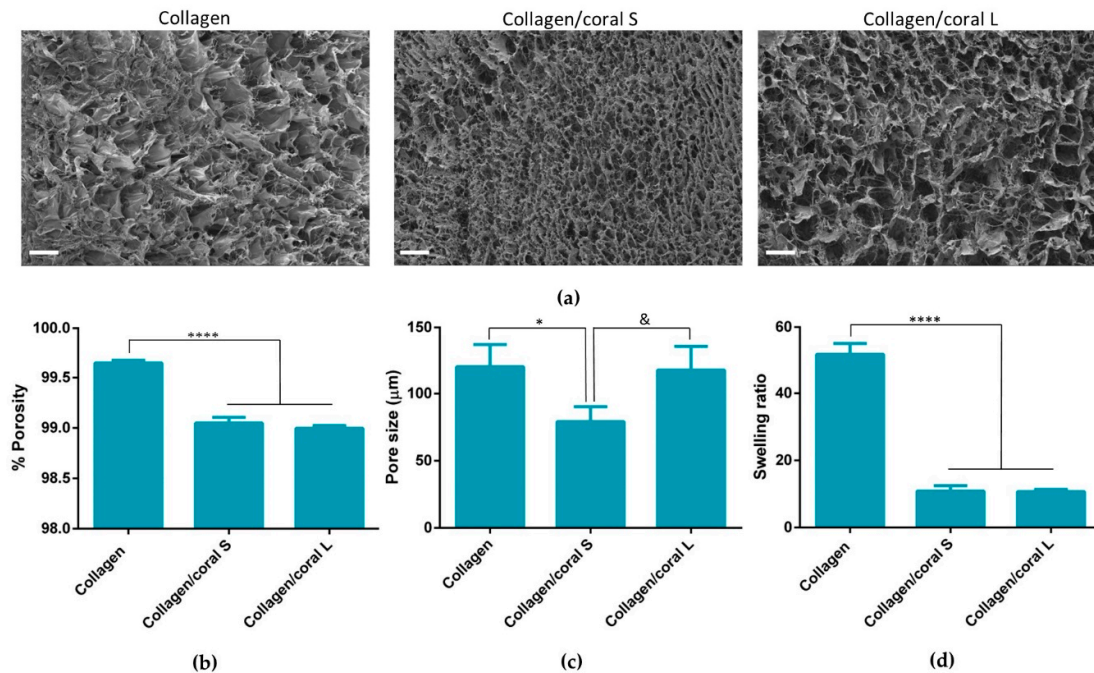 Collagen
Collagen/coral S
Collagen/coral L
(a)
100.0
99.5
99.0
98.5
98.0
% Porosity
****
Collagen
Collagen/coral S
Collagen/coral L
(b)
150
100
50
0
Pore size (μm)
*
&
Collagen
Collagen/coral S
Collagen/coral L
(c)
60
40
20
0
Swelling ratio
****
Collagen
Collagen/coral S
Collagen/coral L
(d)